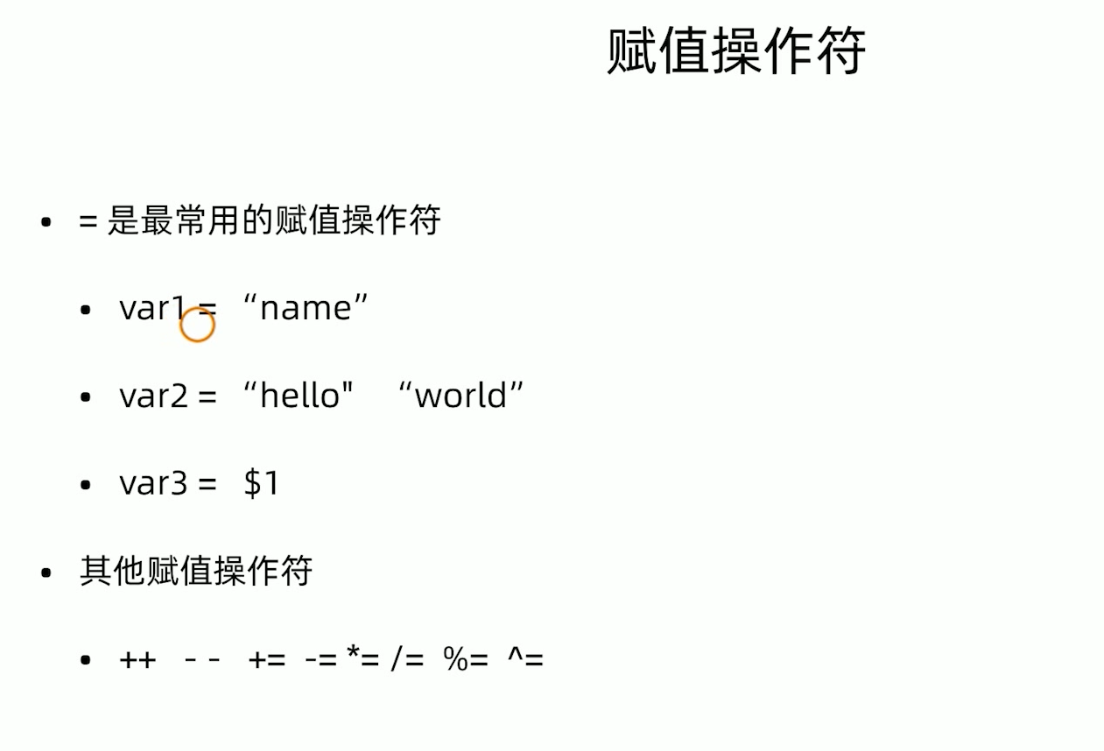 赋值操作符
• = 是最常用的赋值操作符
• var1 = “name”
• var2 = “hello" “world”
• var3 = $1
• 其他赋值操作符
• ++ - - += -= *= /= %= ^=